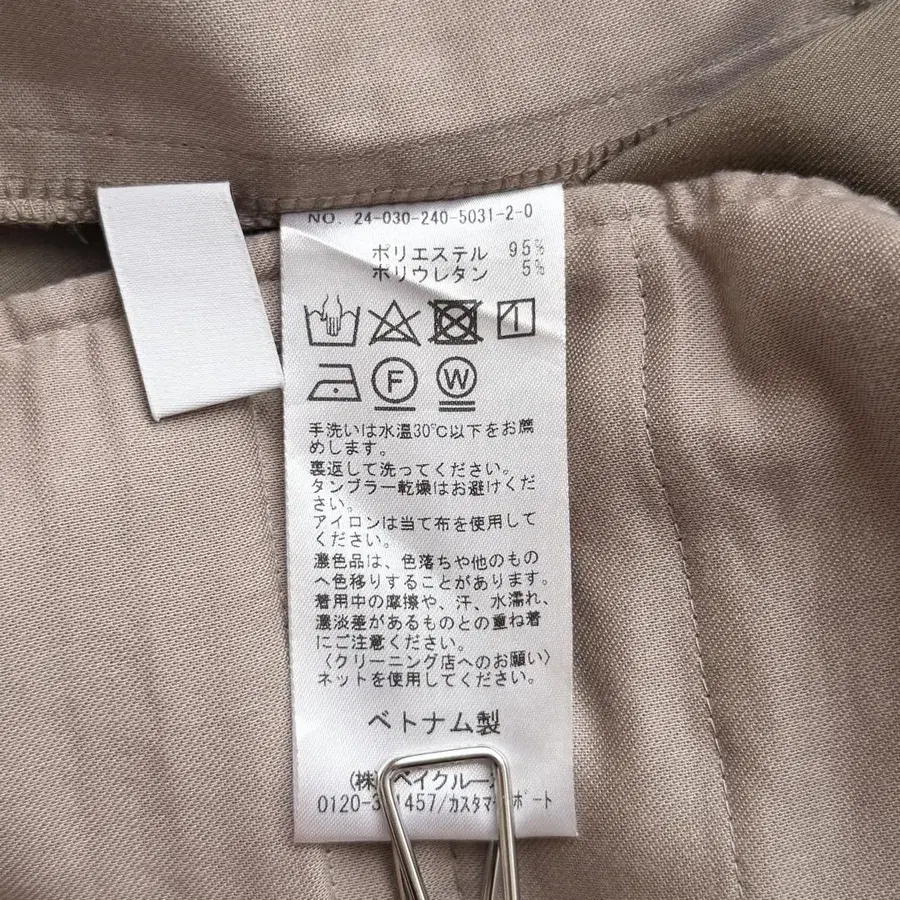 NO. 24-030-240-5031-2-0
ポリエステル 95%
ポリウレタン 5%
F W
手洗いは水温30℃以下をお薦
めします。
裏返して洗ってください。
タンブラー乾燥はお避けくだ
さい。
アイロンは当て布を使用して
ください。
濃色品は、色落ちや他のもの
へ色移りすることがあります。
着用中の摩擦や、汗、水濡れ、
濃淡差があるものとの重ね着
にご注意ください。
〈クリーニング店へのお願い〉
ネットを使用してください。
ベトナム製
(株)ベイクルーズ
0120-3 1457/カスタマ ポート